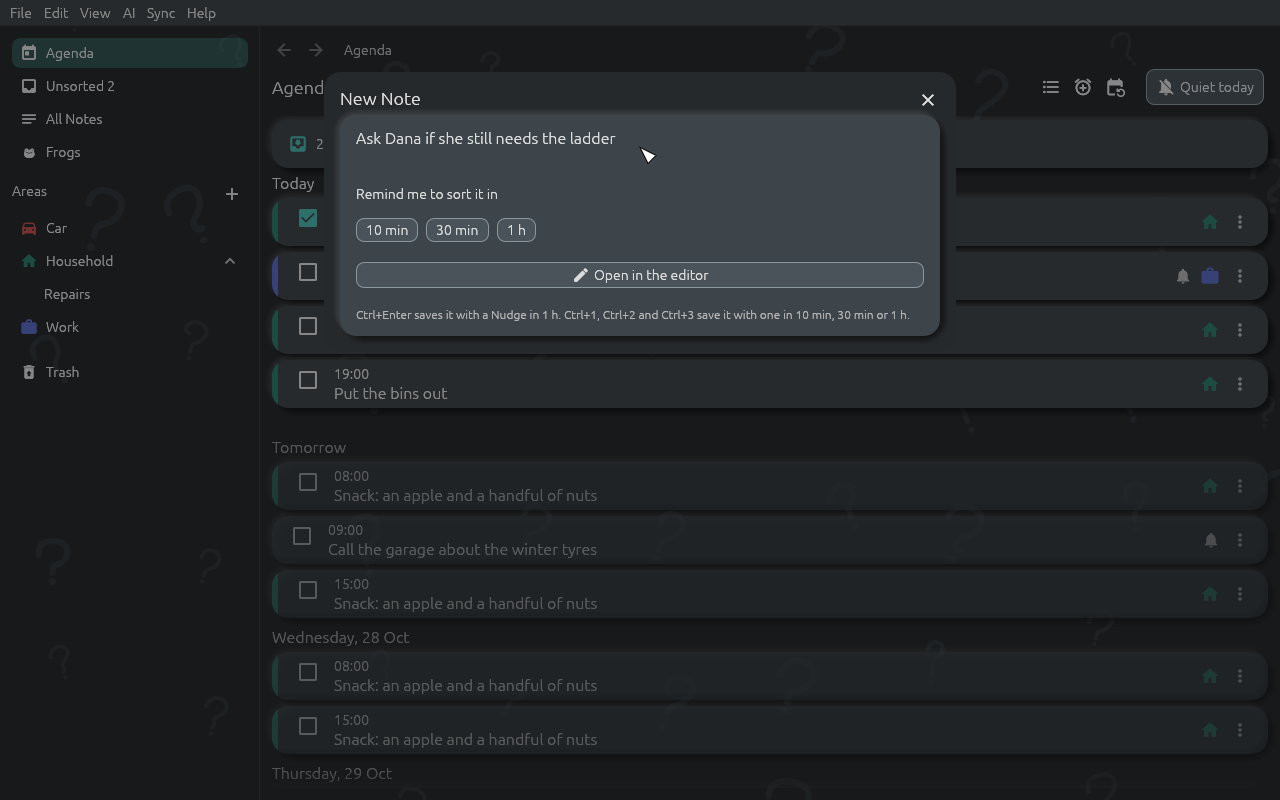 File Edit View AI Sync Help
Agenda
Unsorted 2
All Notes
Frogs
Areas
Car
Household
Repairs
Work
Trash
Agenda
Agend
Quiet today
New Note
Ask Dana if she still needs the ladder
Remind me to sort it in
10 min 30 min 1 h
Open in the editor
Ctrl+Enter saves it with a Nudge in 1 h. Ctrl+1, Ctrl+2 and Ctrl+3 save it with one in 10 min, 30 min or 1 h.
2
Today
19:00
Put the bins out
Tomorrow
08:00
Snack: an apple and a handful of nuts
09:00
Call the garage about the winter tyres
15:00
Snack: an apple and a handful of nuts
Wednesday, 28 Oct
08:00
Snack: an apple and a handful of nuts
15:00
Snack: an apple and a handful of nuts
Thursday, 29 Oct